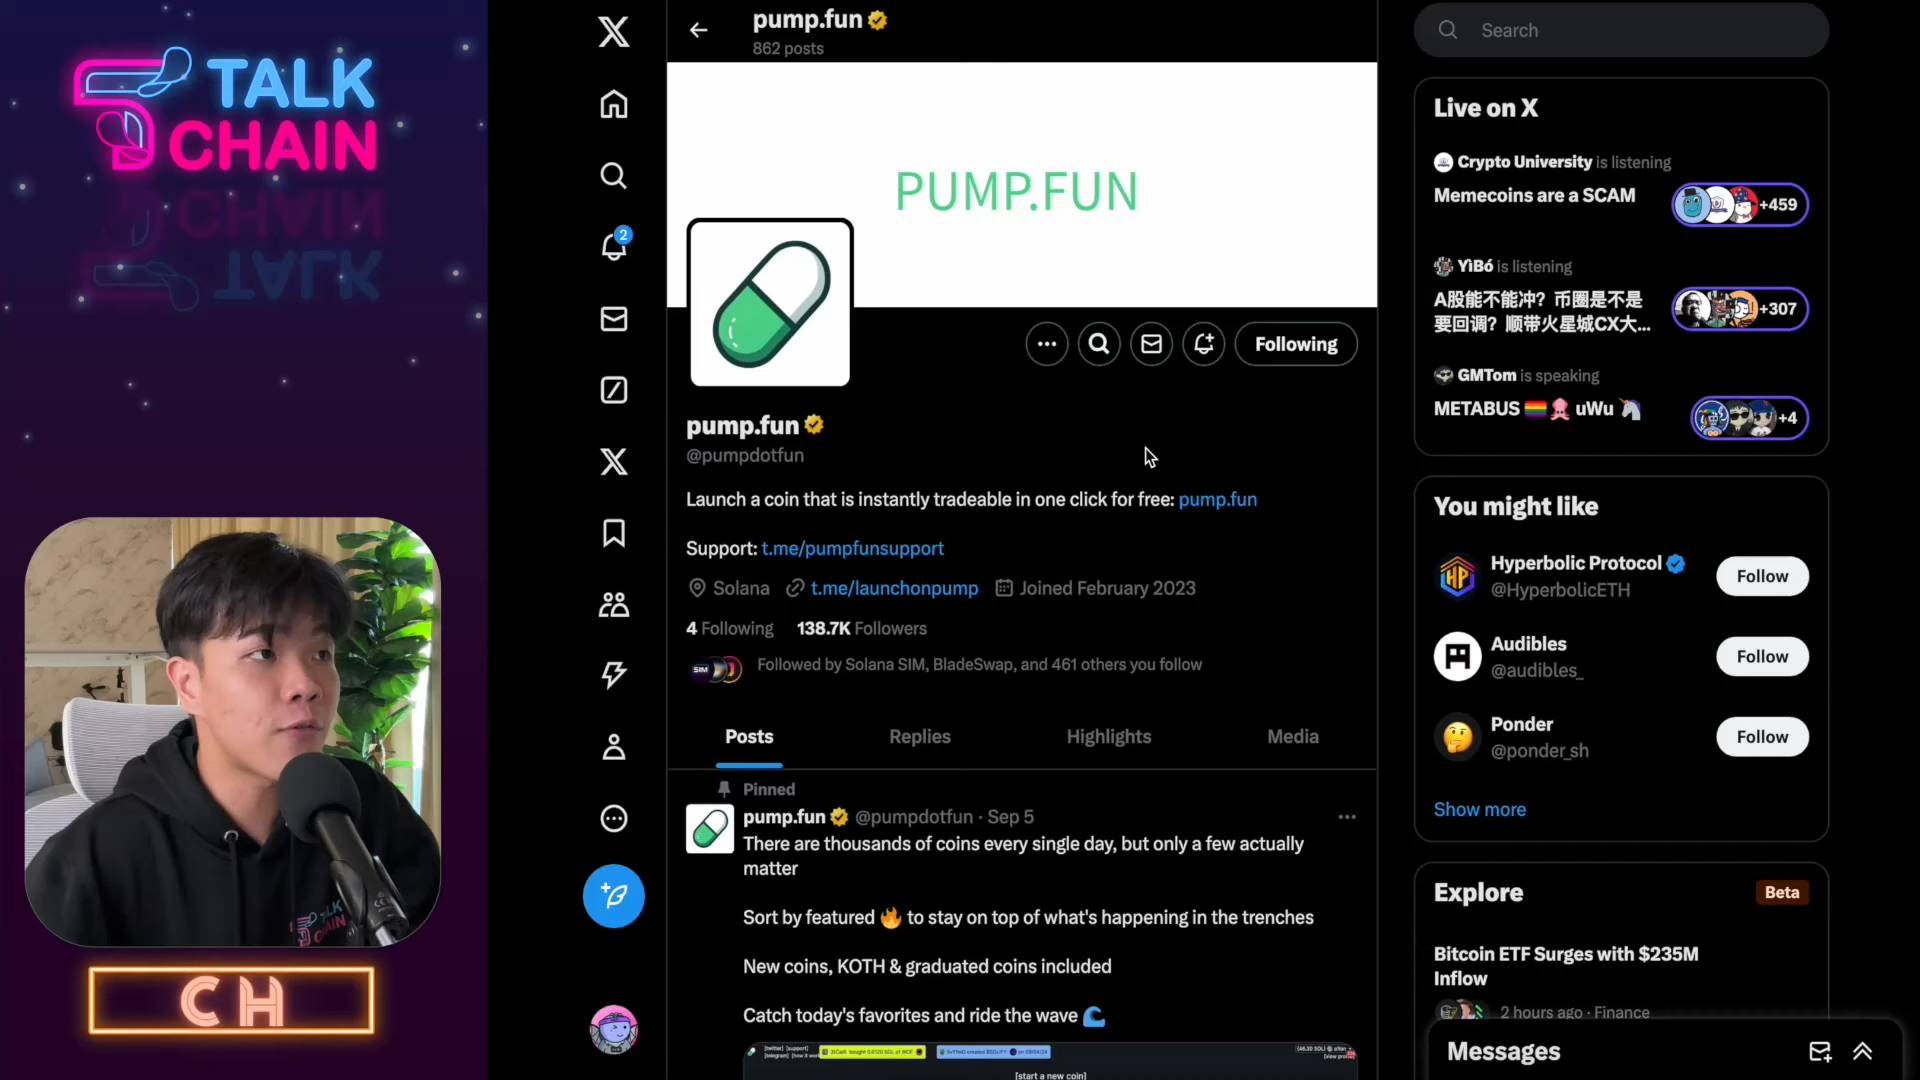 TALK
CHAIN
CHAIN
TALK
CH
pump.fun
862 posts
PUMP.FUN
Following
pump.fun
@pumpdotfun
Launch a coin that is instantly tradeable in one click for free: pump.fun
Support: t.me/pumpfunsupport
Solana t.me/launchonpump Joined February 2023
4 Following 138.7K Followers
SIM
Followed by Solana SIM, BladeSwap, and 461 others you follow
Posts Replies Highlights Media
Pinned
pump.fun @pumpdotfun · Sep 5
There are thousands of coins every single day, but only a few actually
matter
Sort by featured 🔥 to stay on top of what's happening in the trenches
New coins, KOTH & graduated coins included
Catch today's favorites and ride the wave 🌊
[twitter] [support]
[start a new coin]
2
Search
Live on X
Crypto University is listening
Memecoins are a SCAM
+459
YiBó is listening
A股能不能冲？币圈是不是
要回调？顺带火星城CX大...
+307
GMTom is speaking
METABUS 🏳️‍🌈🦑 uWu 🦄
+4
You might like
Hyperbolic Protocol
@HyperbolicETH
Follow
Audibles
@audibles_
Follow
Ponder
@ponder_sh
Follow
Show more
Explore
Beta
Bitcoin ETF Surges with $235M
Inflow
2 hours ago · Finance
Messages